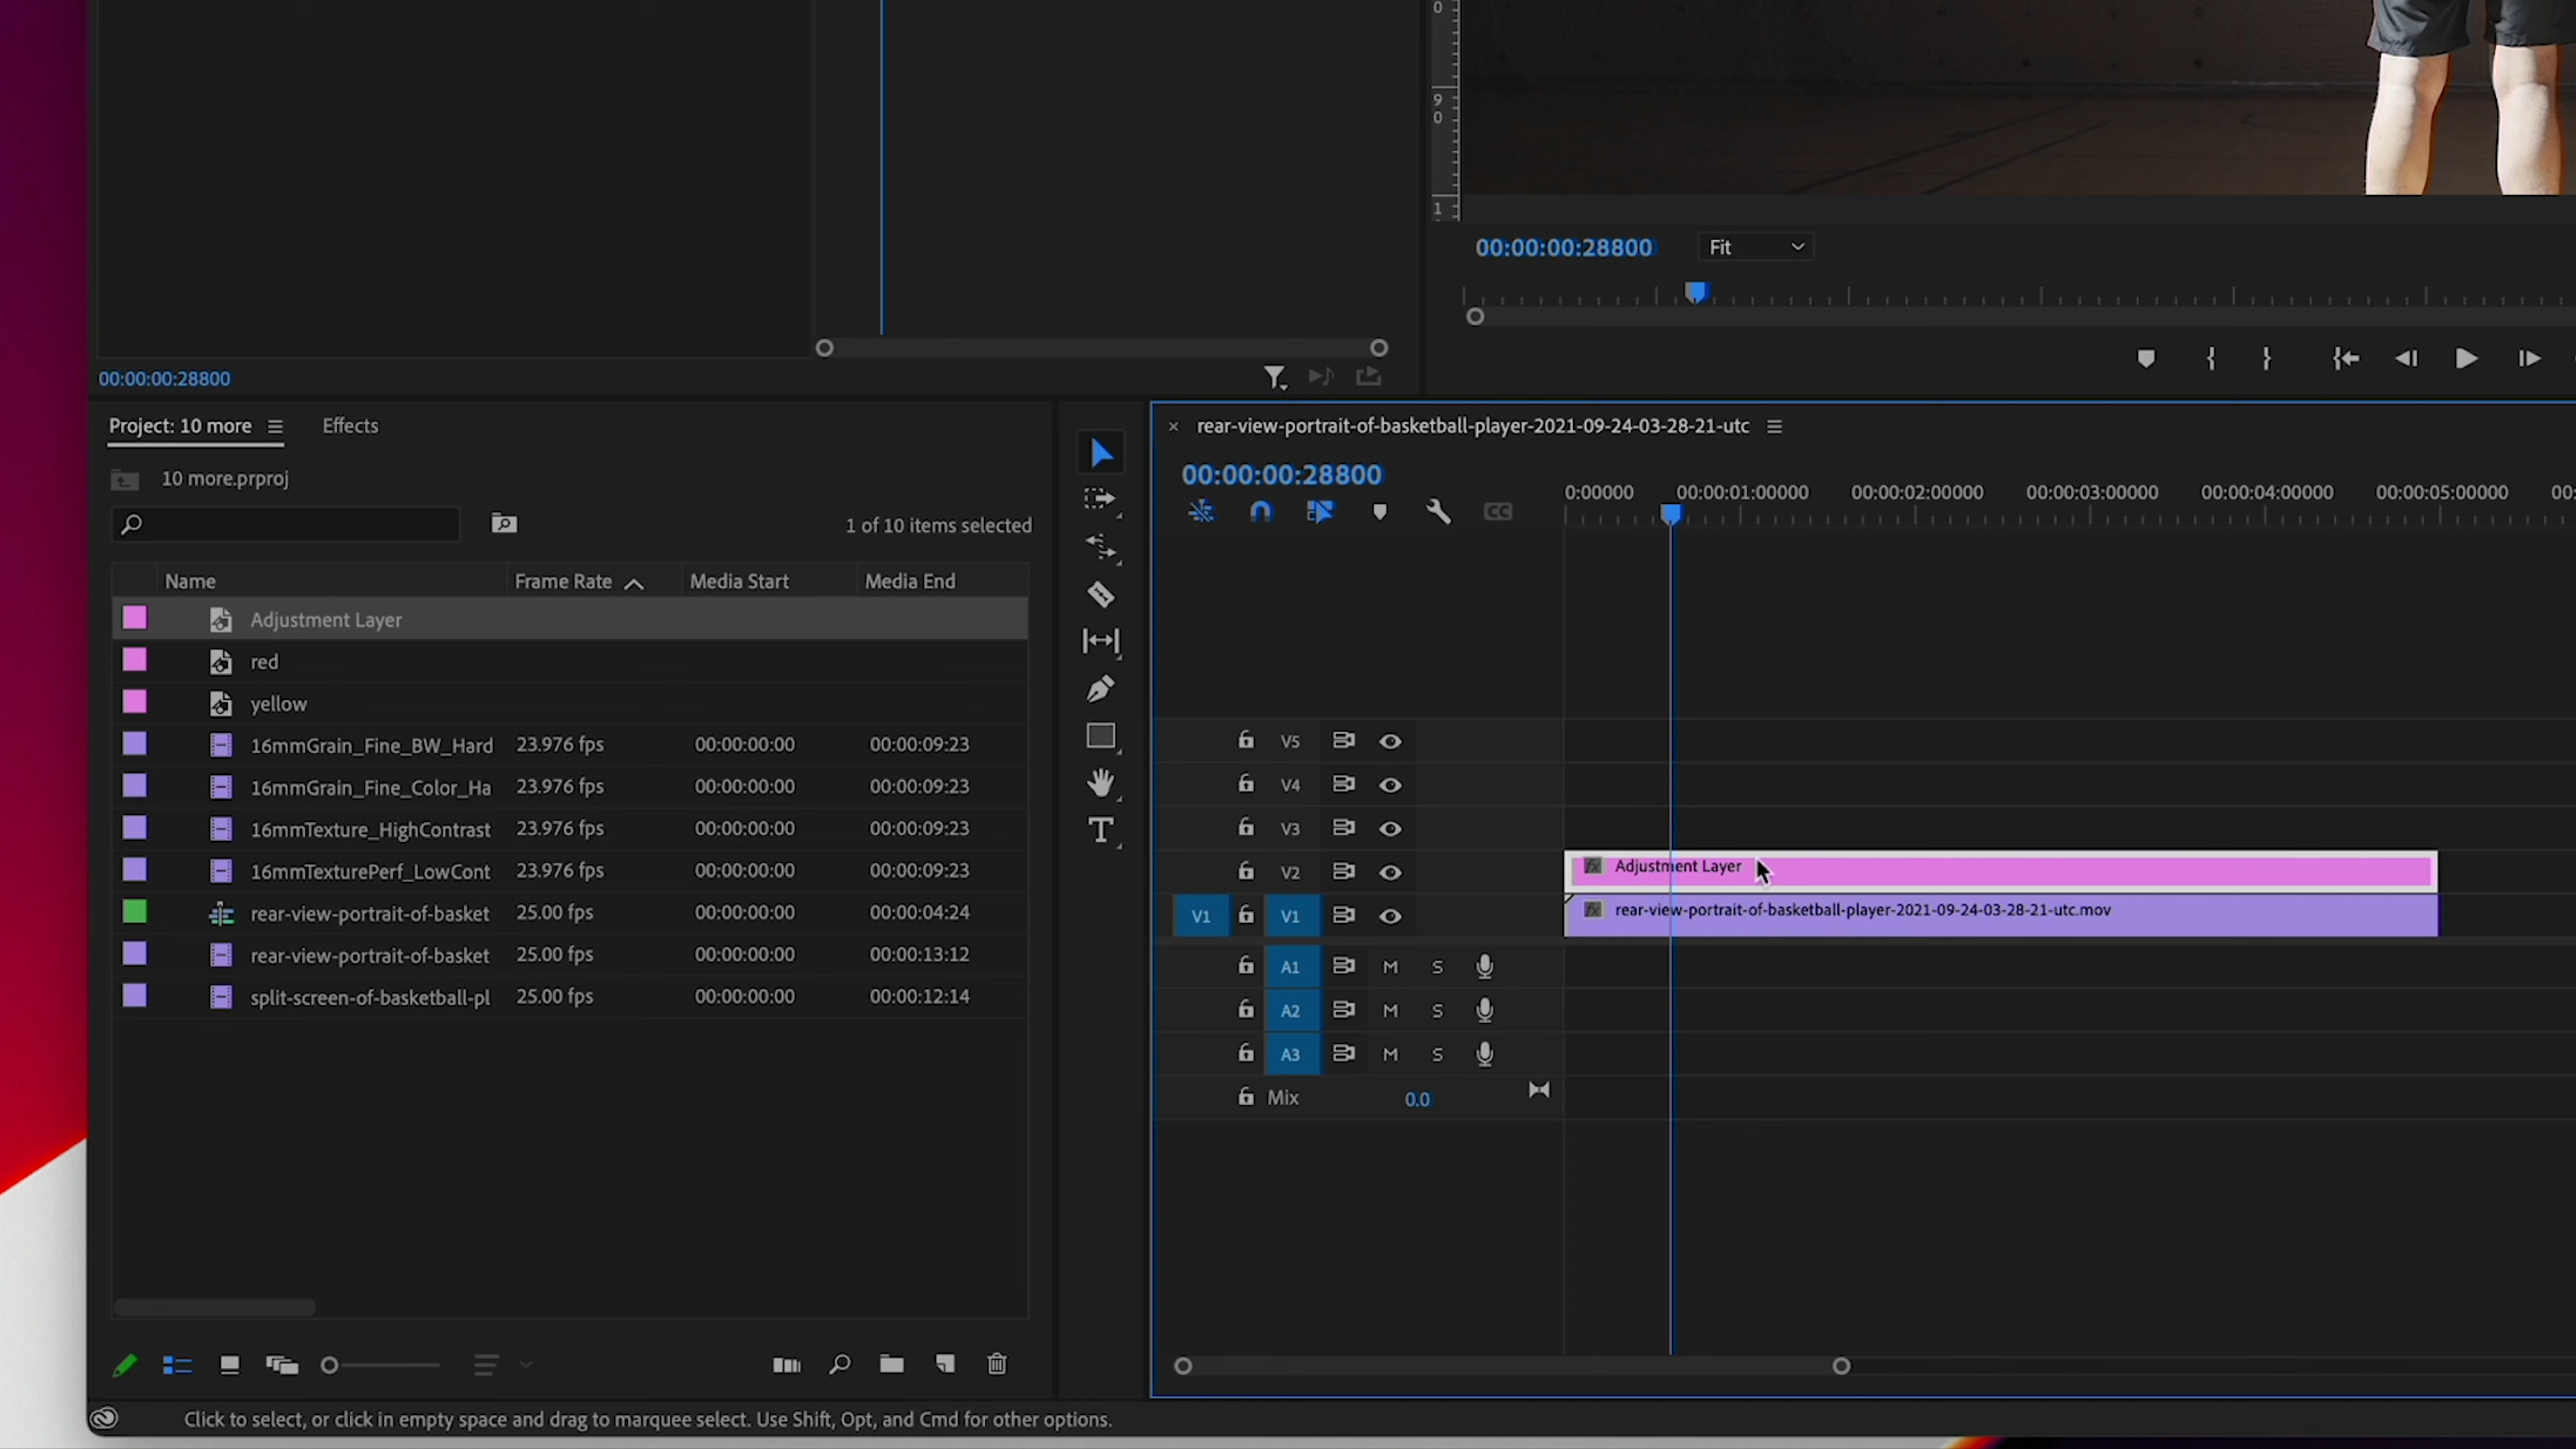 0
9
0
1
00:00:00:28800 Fit
00:00:00:28800
Project: 10 more Effects
10 more.prproj
1 of 10 items selected
Name Frame Rate Media Start Media End
Adjustment Layer
red
yellow
16mmGrain_Fine_BW_Hard 23.976 fps 00:00:00:00 00:00:09:23
16mmGrain_Fine_Color_Ha 23.976 fps 00:00:00:00 00:00:09:23
16mmTexture_HighContrast 23.976 fps 00:00:00:00 00:00:09:23
16mmTexturePerf_LowCont 23.976 fps 00:00:00:00 00:00:09:23
rear-view-portrait-of-basket 25.00 fps 00:00:00:00 00:00:04:24
rear-view-portrait-of-basket 25.00 fps 00:00:00:00 00:00:13:12
split-screen-of-basketball-pl 25.00 fps 00:00:00:00 00:00:12:14
T
rear-view-portrait-of-basketball-player-2021-09-24-03-28-21-utc
00:00:00:28800
CC
0:00000 00:00:01:00000 00:00:02:00000 00:00:03:00000 00:00:04:00000 00:00:05:00000 00:
V5
V4
V3
V2 fx Adjustment Layer
V1 V1 fx rear-view-portrait-of-basketball-player-2021-09-24-03-28-21-utc.mov
A1 M S
A2 M S
A3 M S
Mix 0.0
Click to select, or click in empty space and drag to marquee select. Use Shift, Opt, and Cmd for other options.